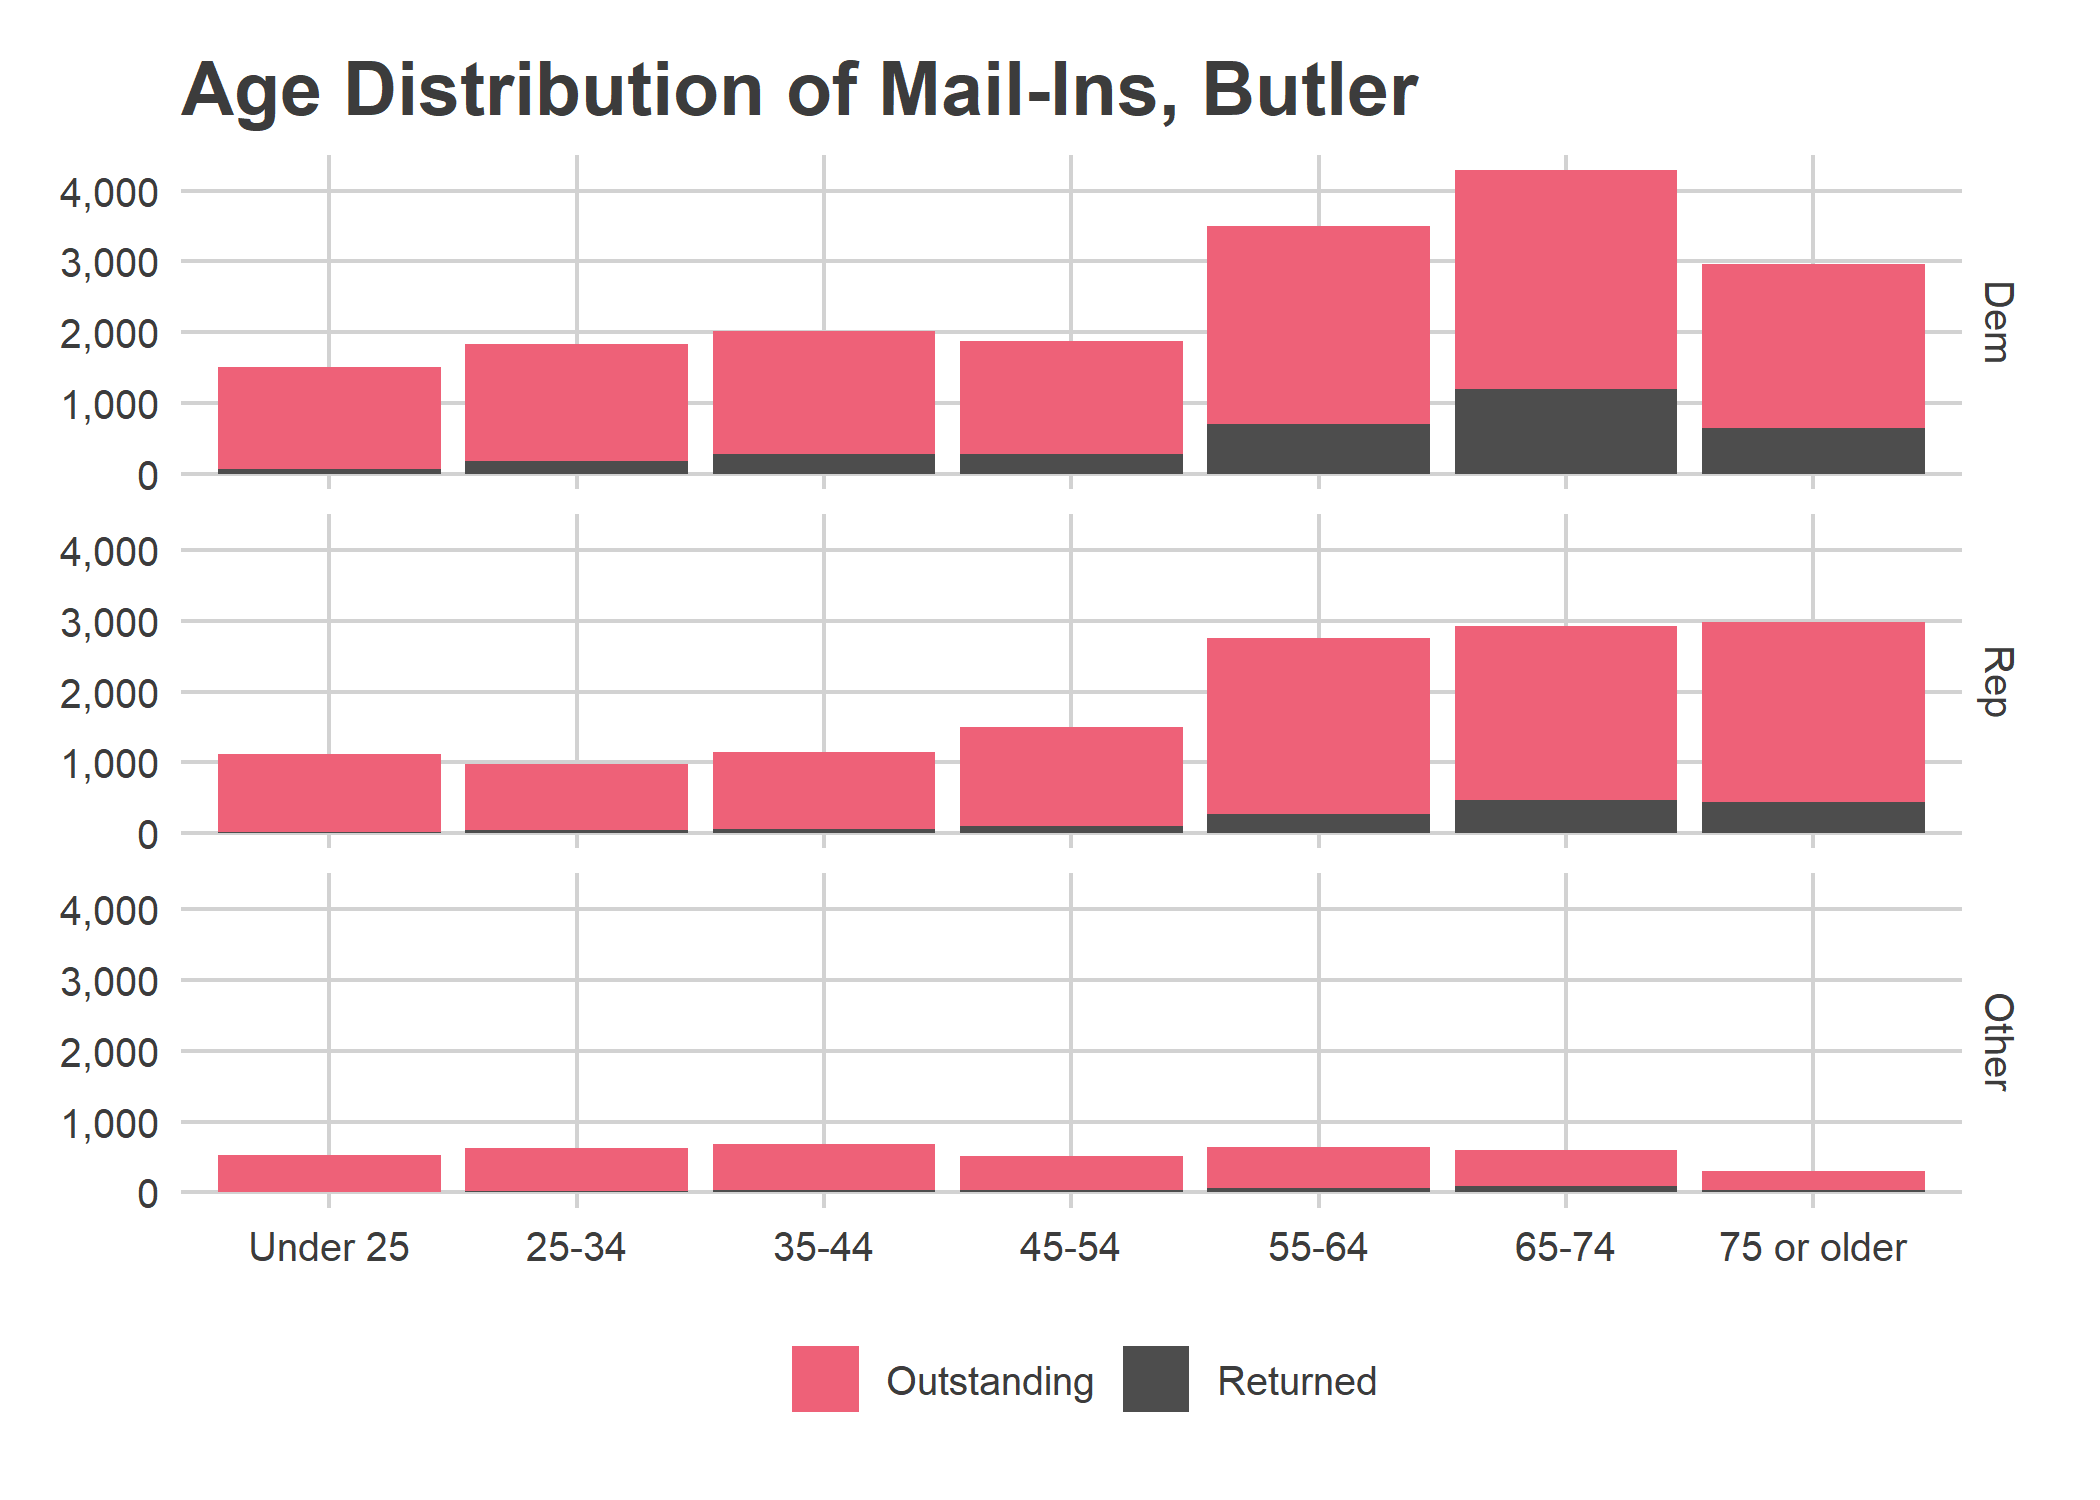 Age Distribution of Mail-Ins, Butler
4,000
3,000
2,000
1,000
0
Dem
4,000
3,000
2,000
1,000
0
Rep
4,000
3,000
2,000
1,000
0
Other
Under 25 25-34 35-44 45-54 55-64 65-74 75 or older
Outstanding Returned